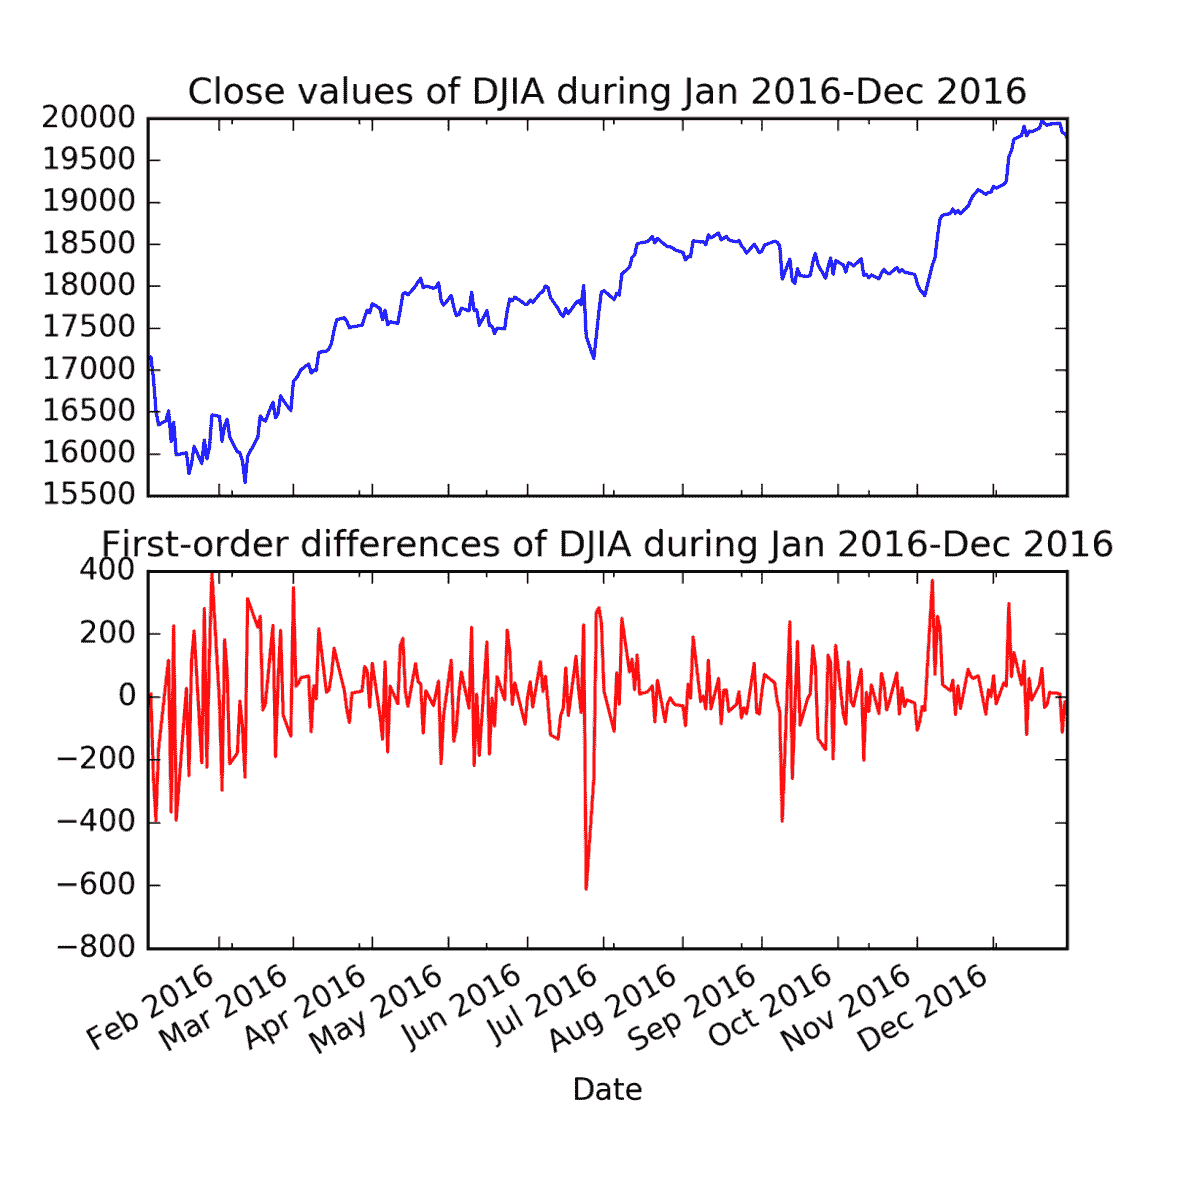 Close values of DJIA during Jan 2016-Dec 2016
20000
19500
19000
18500
18000
17500
17000
16500
16000
15500
First-order differences of DJIA during Jan 2016-Dec 2016
400
200
0
−200
−400
−600
−800
Feb 2016
Mar 2016
Apr 2016
May 2016
Jun 2016
Jul 2016
Aug 2016
Sep 2016
Oct 2016
Nov 2016
Dec 2016
Date